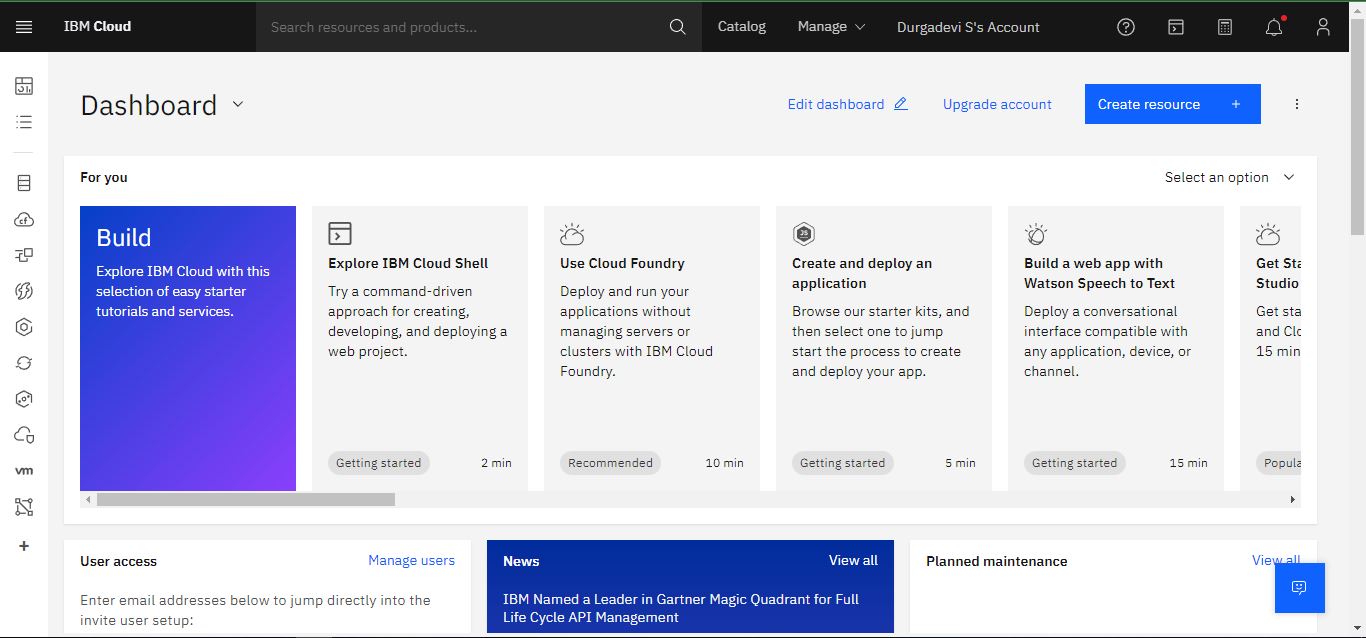 IBM Cloud
Search resources and products...
Catalog
Manage
Durgadevi S's Account
Dashboard
Edit dashboard
Upgrade account
Create resource +
For you
Select an option
Build
Explore IBM Cloud with this
selection of easy starter
tutorials and services.
Explore IBM Cloud Shell
Try a command-driven
approach for creating,
developing, and deploying a
web project.
Getting started
2 min
Use Cloud Foundry
Deploy and run your
applications without
managing servers or
clusters with IBM Cloud
Foundry.
Recommended
10 min
JS
Create and deploy an
application
Browse our starter kits, and
then select one to jump
start the process to create
and deploy your app.
Getting started
5 min
Build a web app with
Watson Speech to Text
Deploy a conversational
interface compatible with
any application, device, or
channel.
Getting started
15 min
Get Sta
Studio
Get sta
and Clo
15 min
Popula
cf
vm
+
User access
Manage users
Enter email addresses below to jump directly into the
invite user setup:
News
View all
IBM Named a Leader in Gartner Magic Quadrant for Full
Life Cycle API Management
Planned maintenance
View all